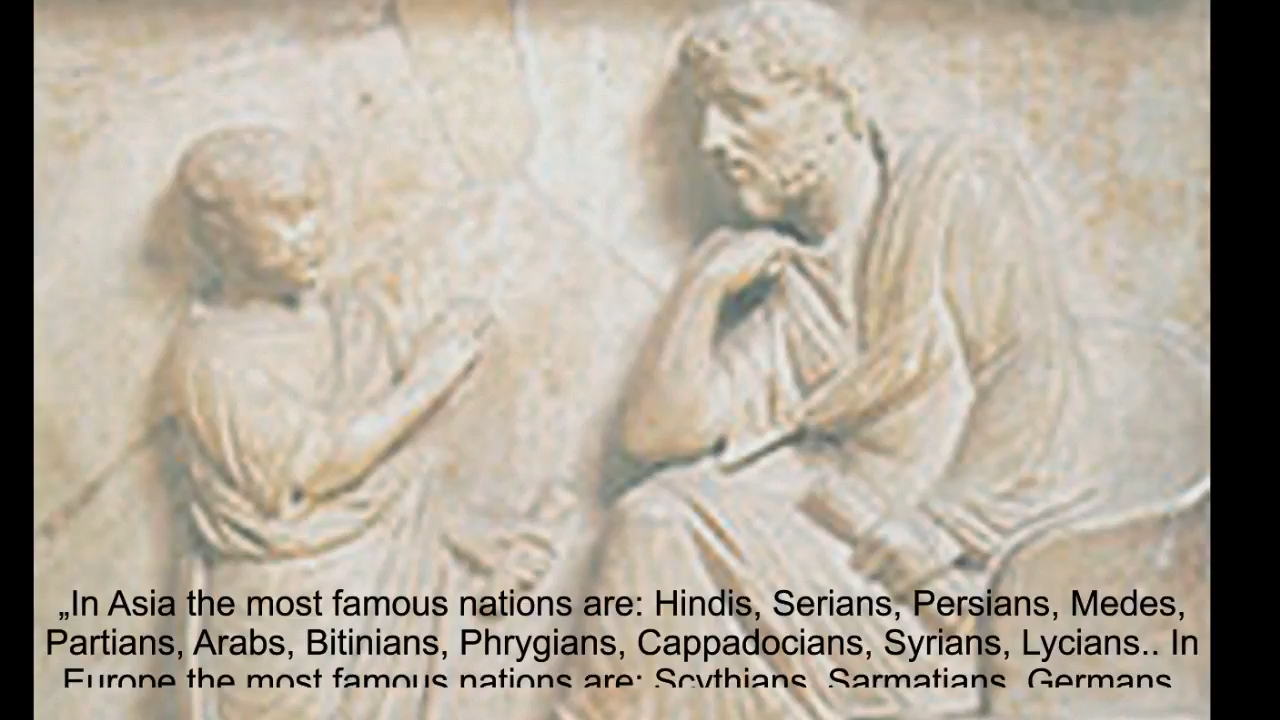 „In Asia the most famous nations are: Hindis, Serians, Persians, Medes,
Partians, Arabs, Bitinians, Phrygians, Cappadocians, Syrians, Lycians.. In
Europe the most famous nations are: Scythians, Sarmatians, Germans,